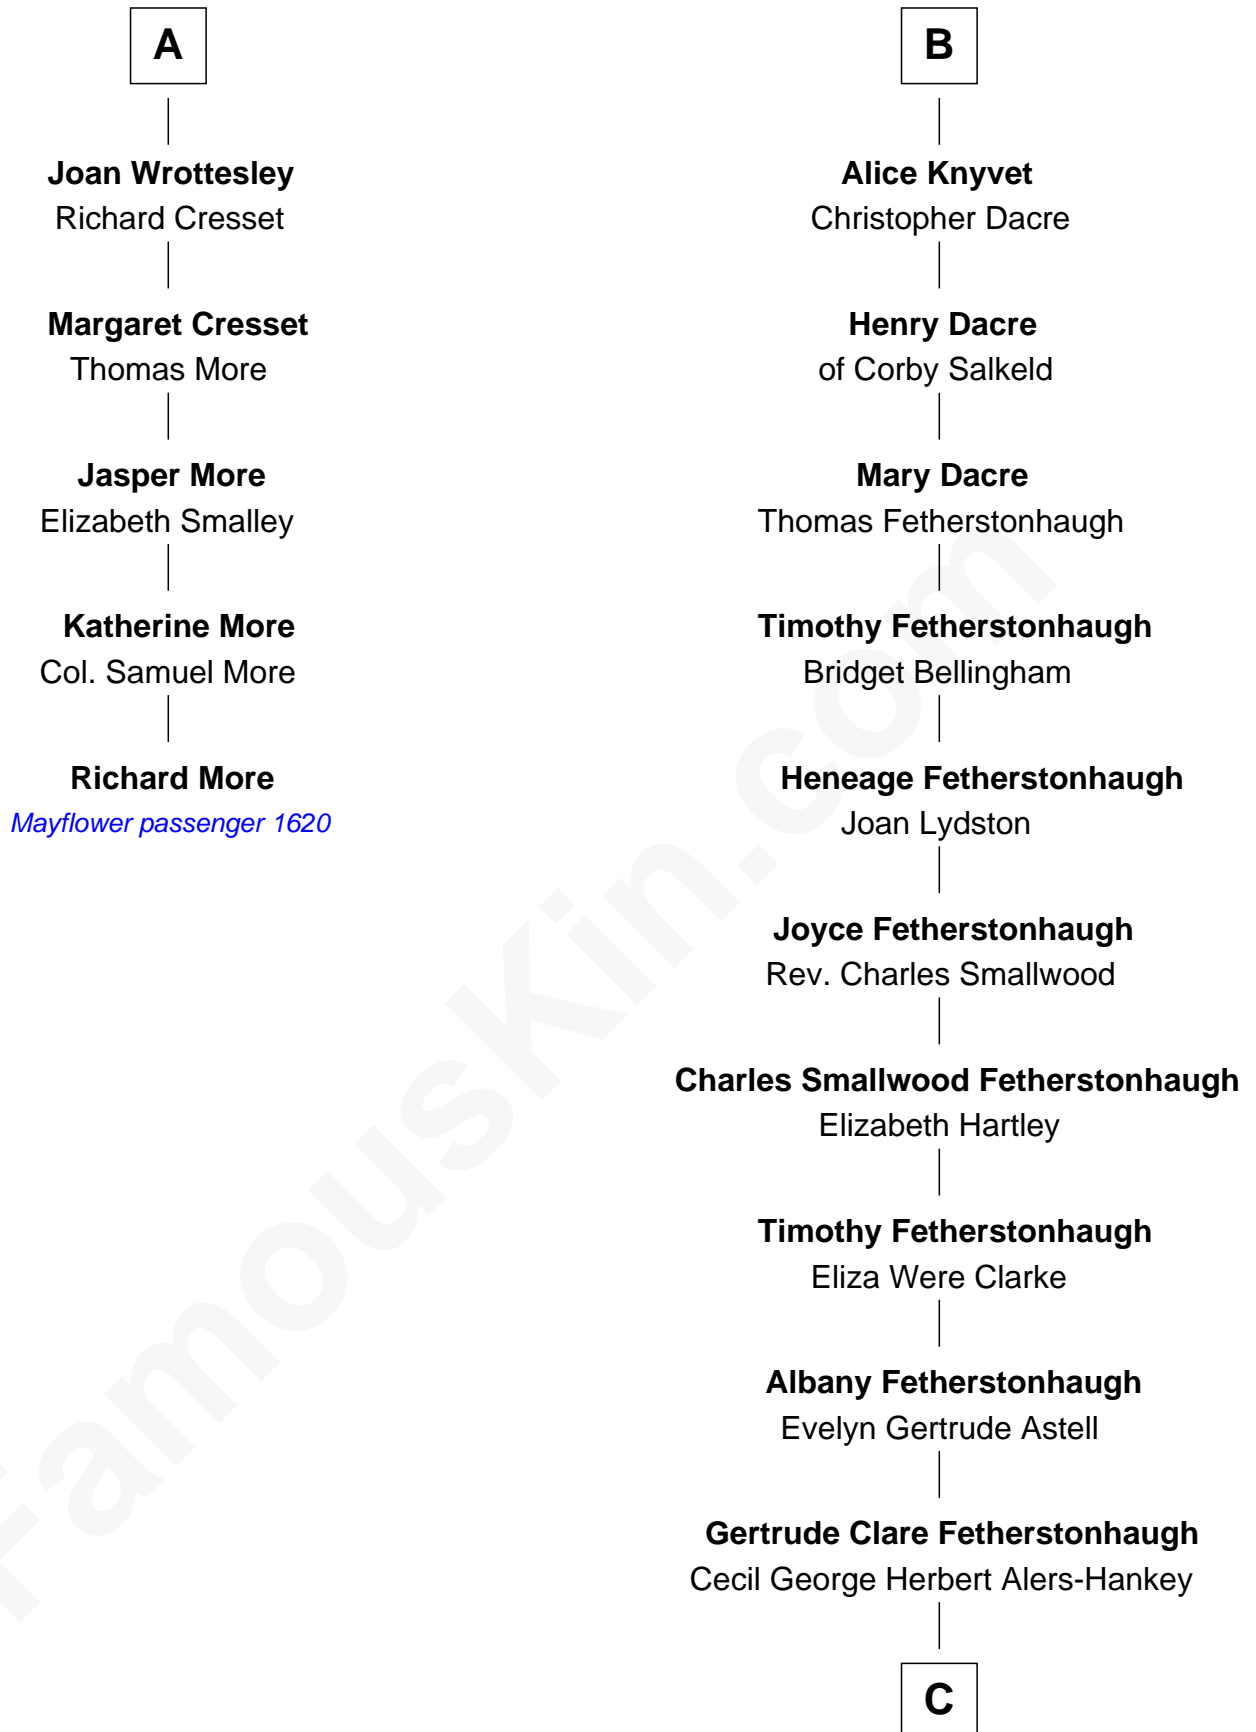 A
Joan Wrottesley
Richard Cresset
Margaret Cresset
Thomas More
Jasper More
Elizabeth Smalley
Katherine More
Col. Samuel More
Richard More
Mayflower passenger 1620
B
Alice Knyvet
Christopher Dacre
Henry Dacre
of Corby Salkeld
Mary Dacre
Thomas Fetherstonhaugh
Timothy Fetherstonhaugh
Bridget Bellingham
Heneage Fetherstonhaugh
Joan Lydston
Joyce Fetherstonhaugh
Rev. Charles Smallwood
Charles Smallwood Fetherstonhaugh
Elizabeth Hartley
Timothy Fetherstonhaugh
Eliza Were Clarke
Albany Fetherstonhaugh
Evelyn Gertrude Astell
Gertrude Clare Fetherstonhaugh
Cecil George Herbert Alers-Hankey
C
FamousKin.com